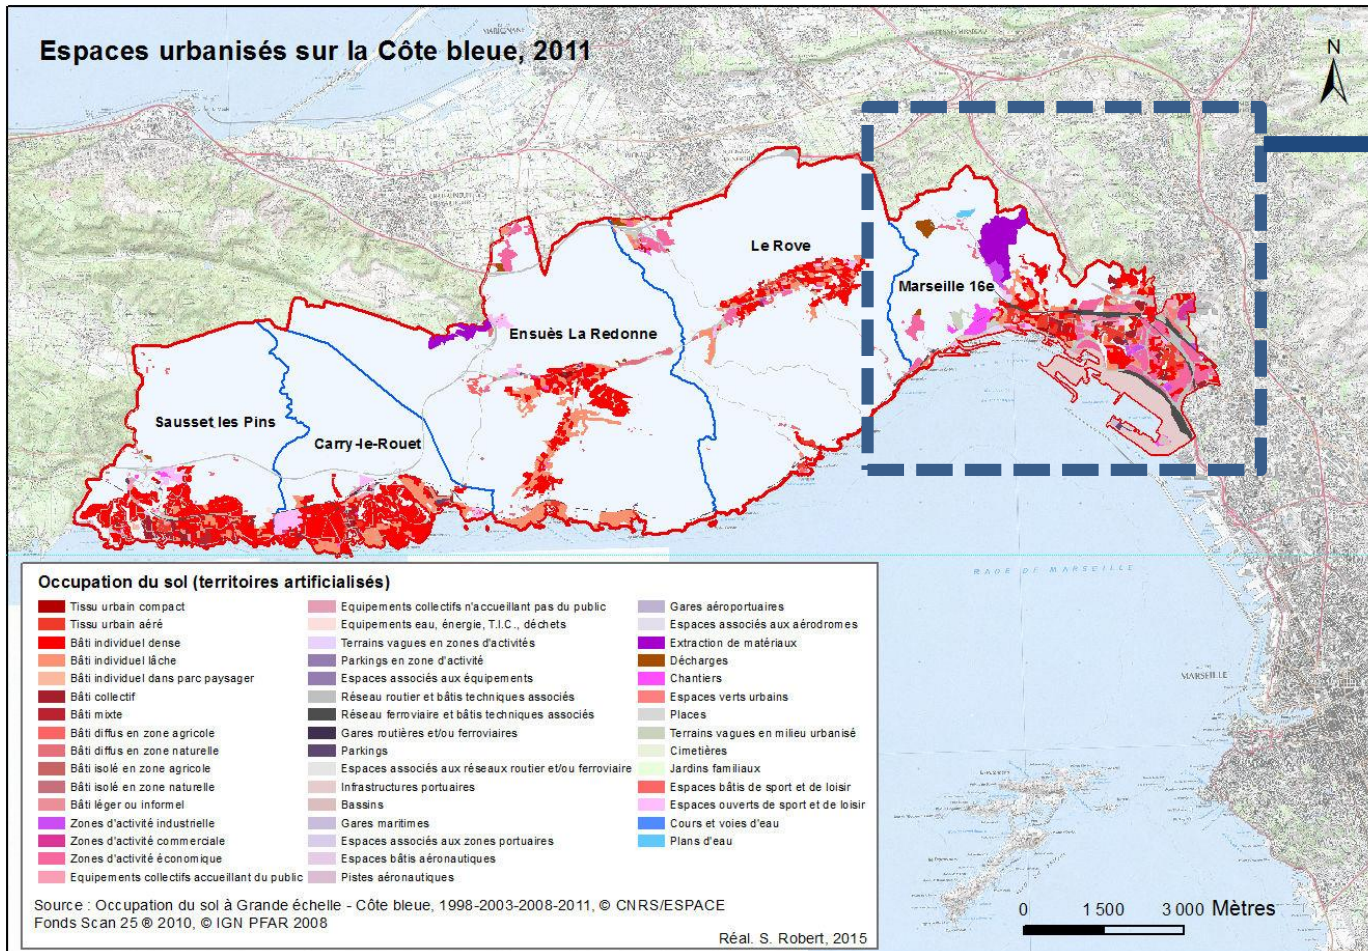 Espaces urbanisés sur la Côte bleue, 2011
N
Le Rove
Marseille 16e
Ensuès La Redonne
Sausset les Pins
Carry-le-Rouet
RADE DE MARSEILLE
MARSEILLE
Occupation du sol (territoires artificialisés)
Tissu urbain compact
Tissu urbain aéré
Bâti individuel dense
Bâti individuel lâche
Bâti individuel dans parc paysager
Bâti collectif
Bâti mixte
Bâti diffus en zone agricole
Bâti diffus en zone naturelle
Bâti isolé en zone agricole
Bâti isolé en zone naturelle
Bâti léger ou informel
Zones d'activité industrielle
Zones d'activité commerciale
Zones d'activité économique
Equipements collectifs accueillant du public
Equipements collectifs n'accueillant pas du public
Equipements eau, énergie, T.I.C., déchets
Terrains vagues en zones d'activités
Parkings en zone d'activité
Espaces associés aux équipements
Réseau routier et bâtis techniques associés
Réseau ferroviaire et bâtis techniques associés
Gares routières et/ou ferroviaires
Parkings
Espaces associés aux réseaux routier et/ou ferroviaire
Infrastructures portuaires
Bassins
Gares maritimes
Espaces associés aux zones portuaires
Espaces bâtis aéronautiques
Pistes aéronautiques
Gares aéroportuaires
Espaces associés aux aérodromes
Extraction de matériaux
Décharges
Chantiers
Espaces verts urbains
Places
Terrains vagues en milieu urbanisé
Cimetières
Jardins familiaux
Espaces bâtis de sport et de loisir
Espaces ouverts de sport et de loisir
Cours et voies d'eau
Plans d'eau
Source : Occupation du sol à Grande échelle - Côte bleue, 1998-2003-2008-2011, © CNRS/ESPACE
Fonds Scan 25 ® 2010, © IGN PFAR 2008
Réal. S. Robert, 2015
0 1 500 3 000 Mètres